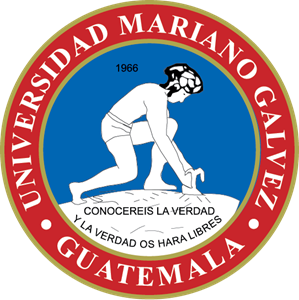 UNIVERSIDAD MARIANO GALVEZ
1966
CONOCEREIS LA VERDAD
Y LA VERDAD OS HARA LIBRES
· GUATEMALA ·